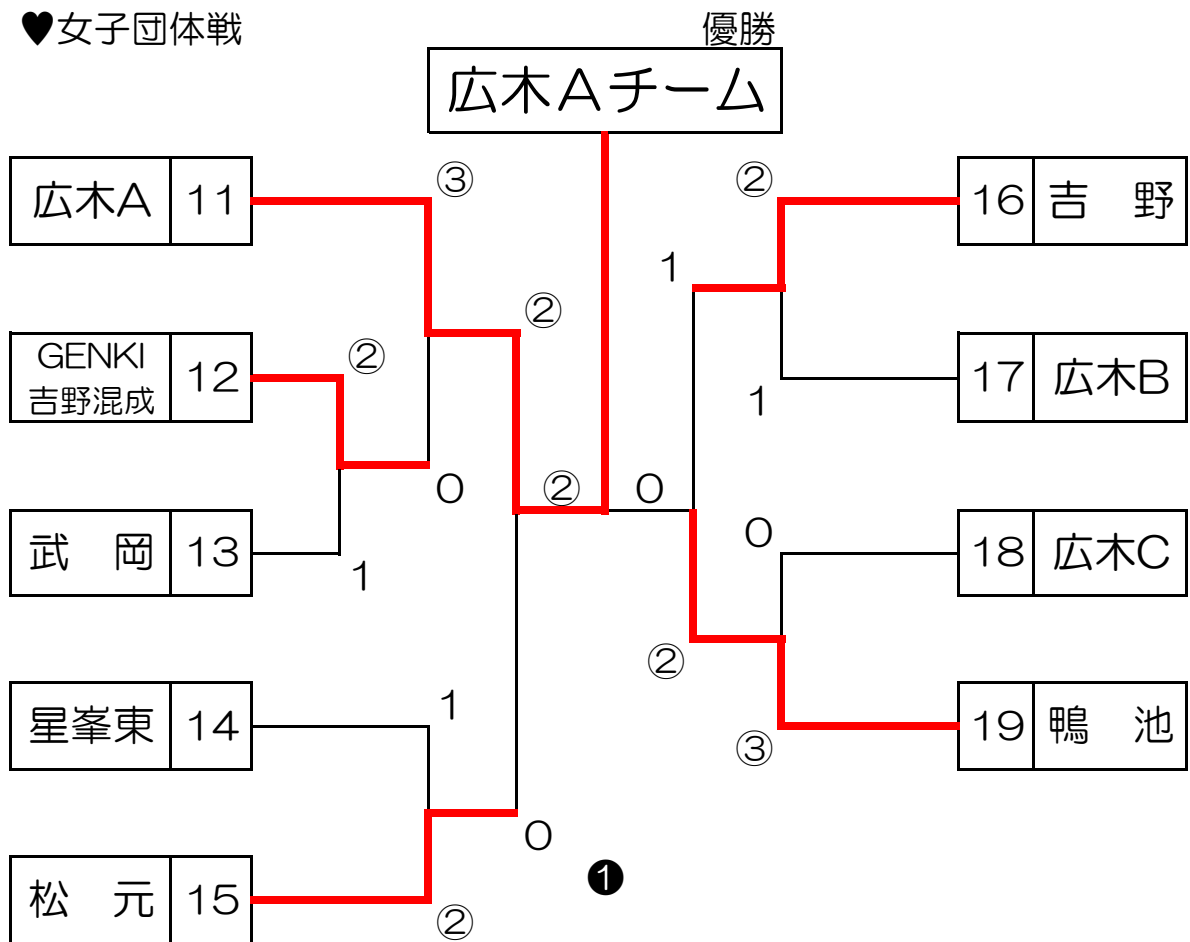 ♥女子団体戦
優勝
広木Aチーム
③
②
広木A 11
16 吉 野
1
②
GENKI
吉野混成
12
②
17 広木B
1
0
②
0
0
武 岡 13
18 広木C
1
②
1
星峯東 14
19 鴨 池
③
0
❶
松 元 15
②